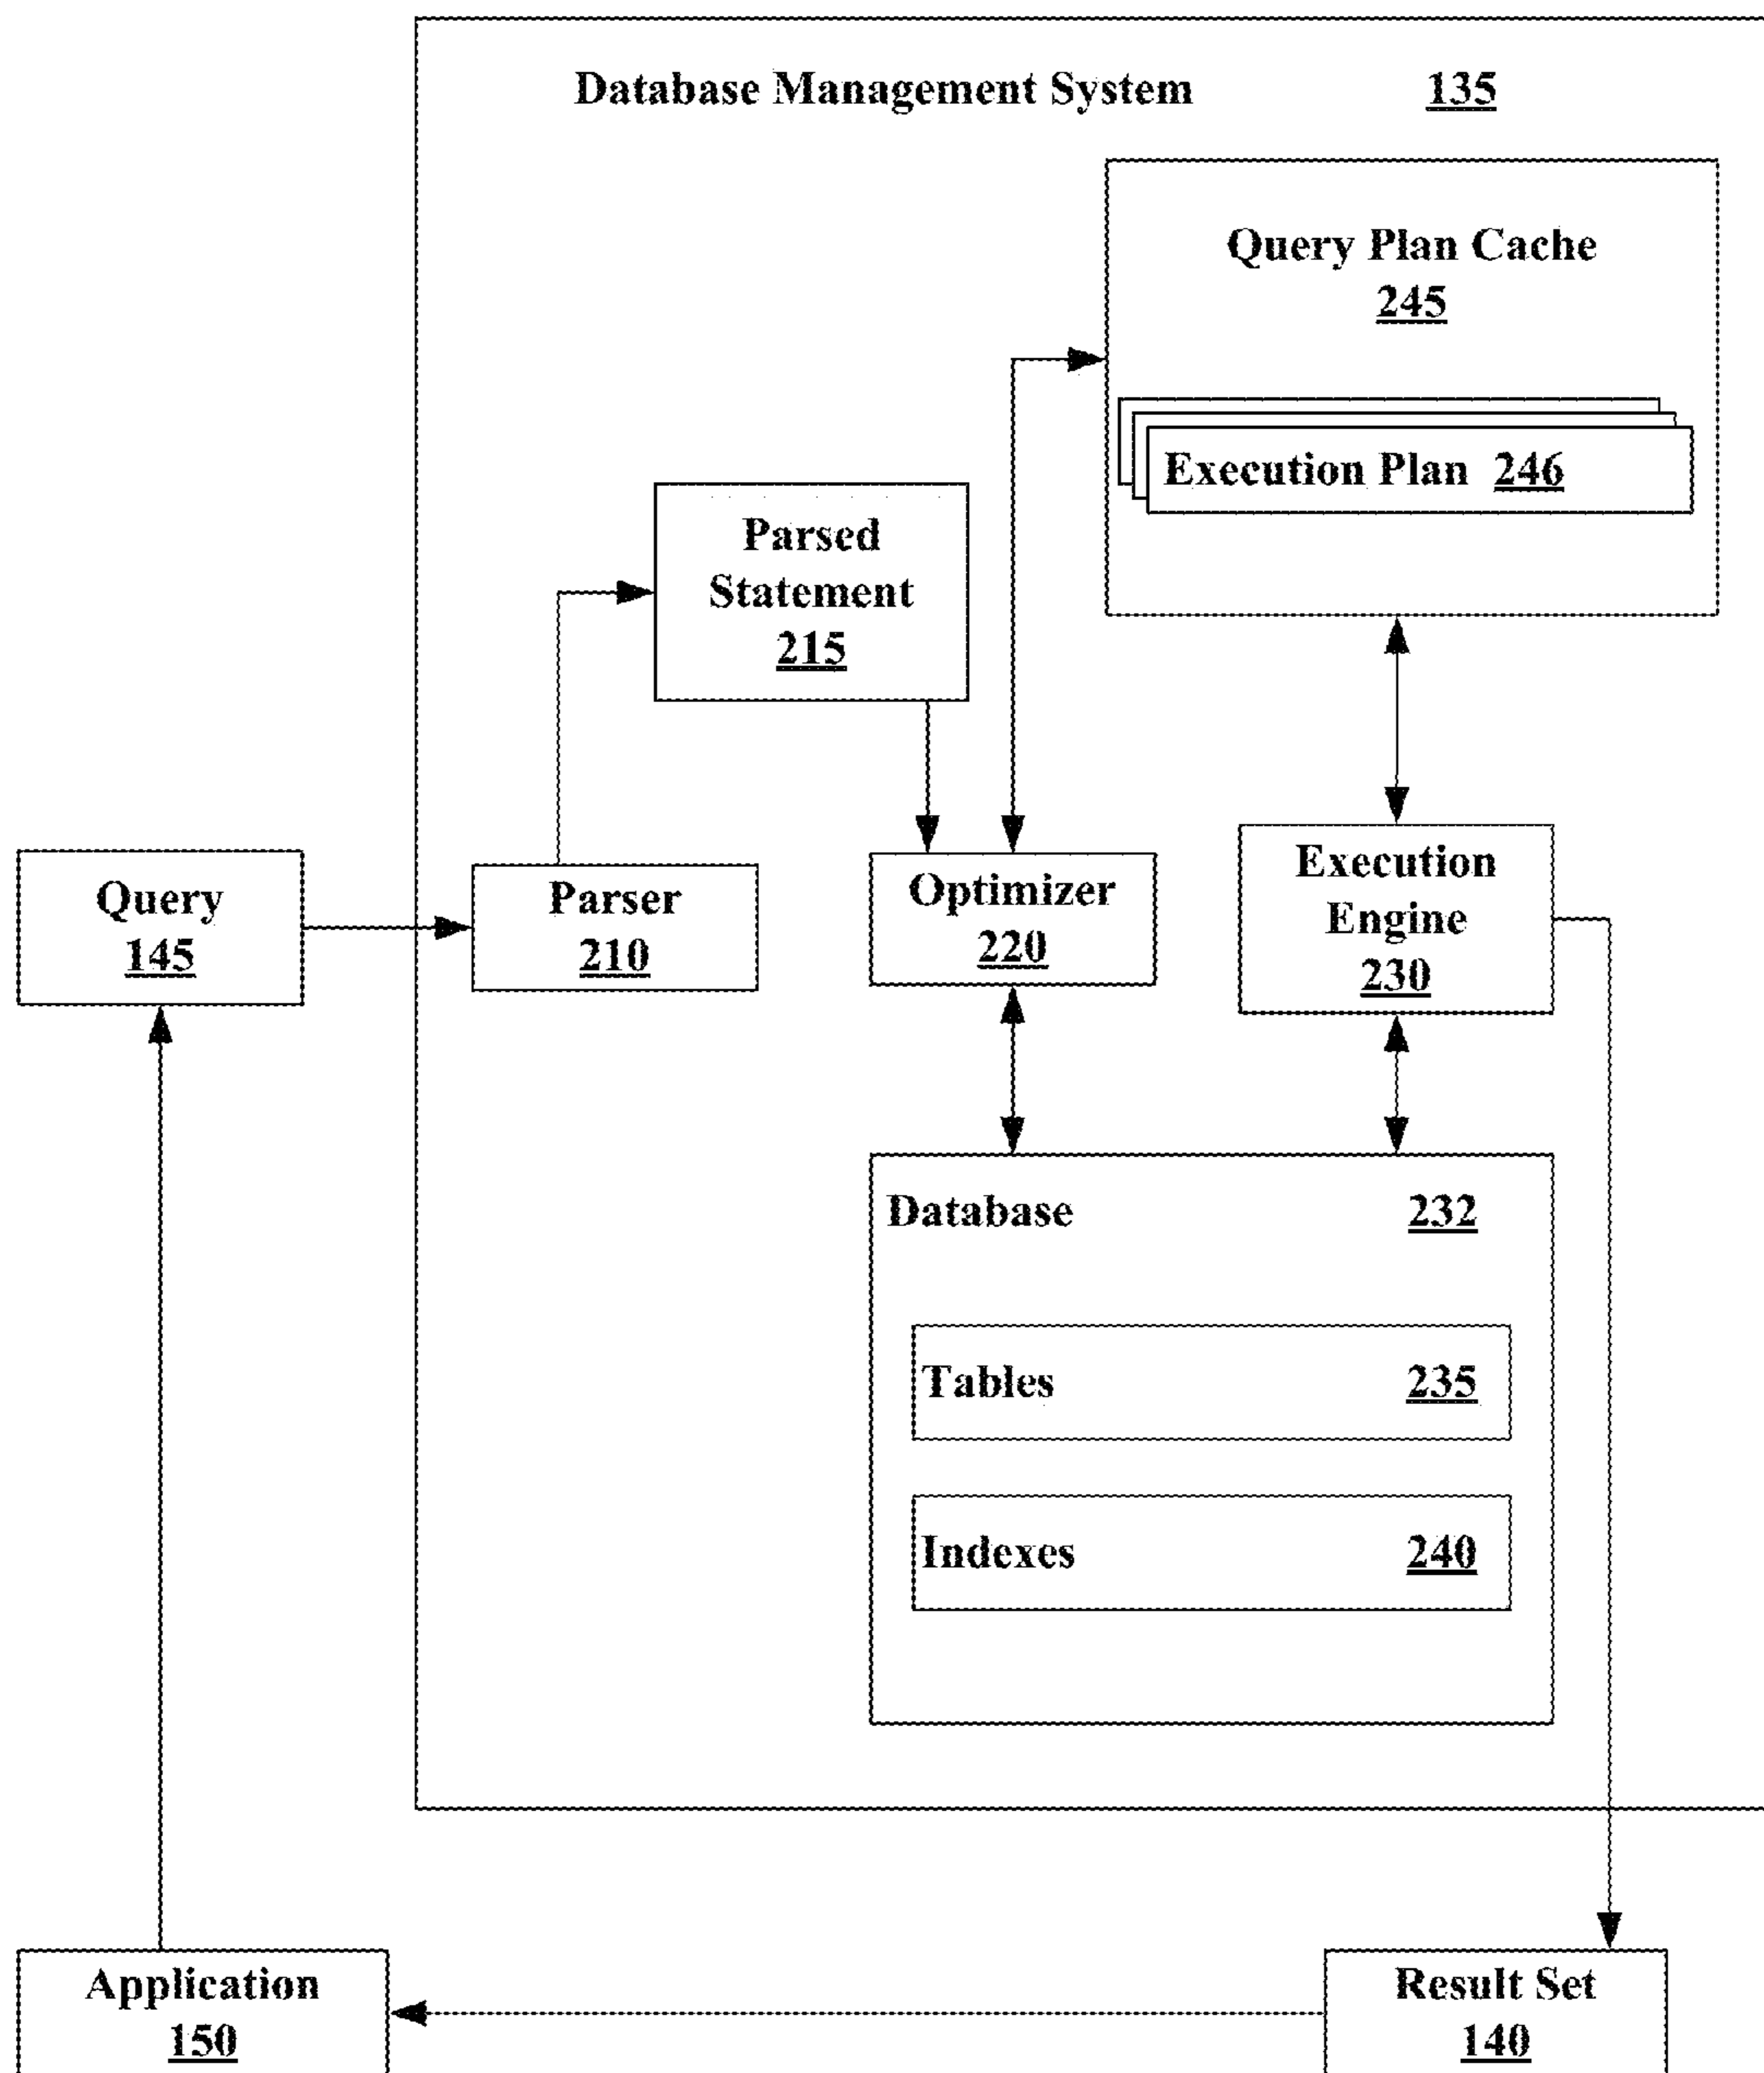 Database Management System 135
Query Plan Cache
245
Execution Plan 246
Parsed
Statement
215
Query
145
Parser
210
Optimizer
220
Execution
Engine
230
Database 232
Tables 235
Indexes 240
Application
150
Result Set
140